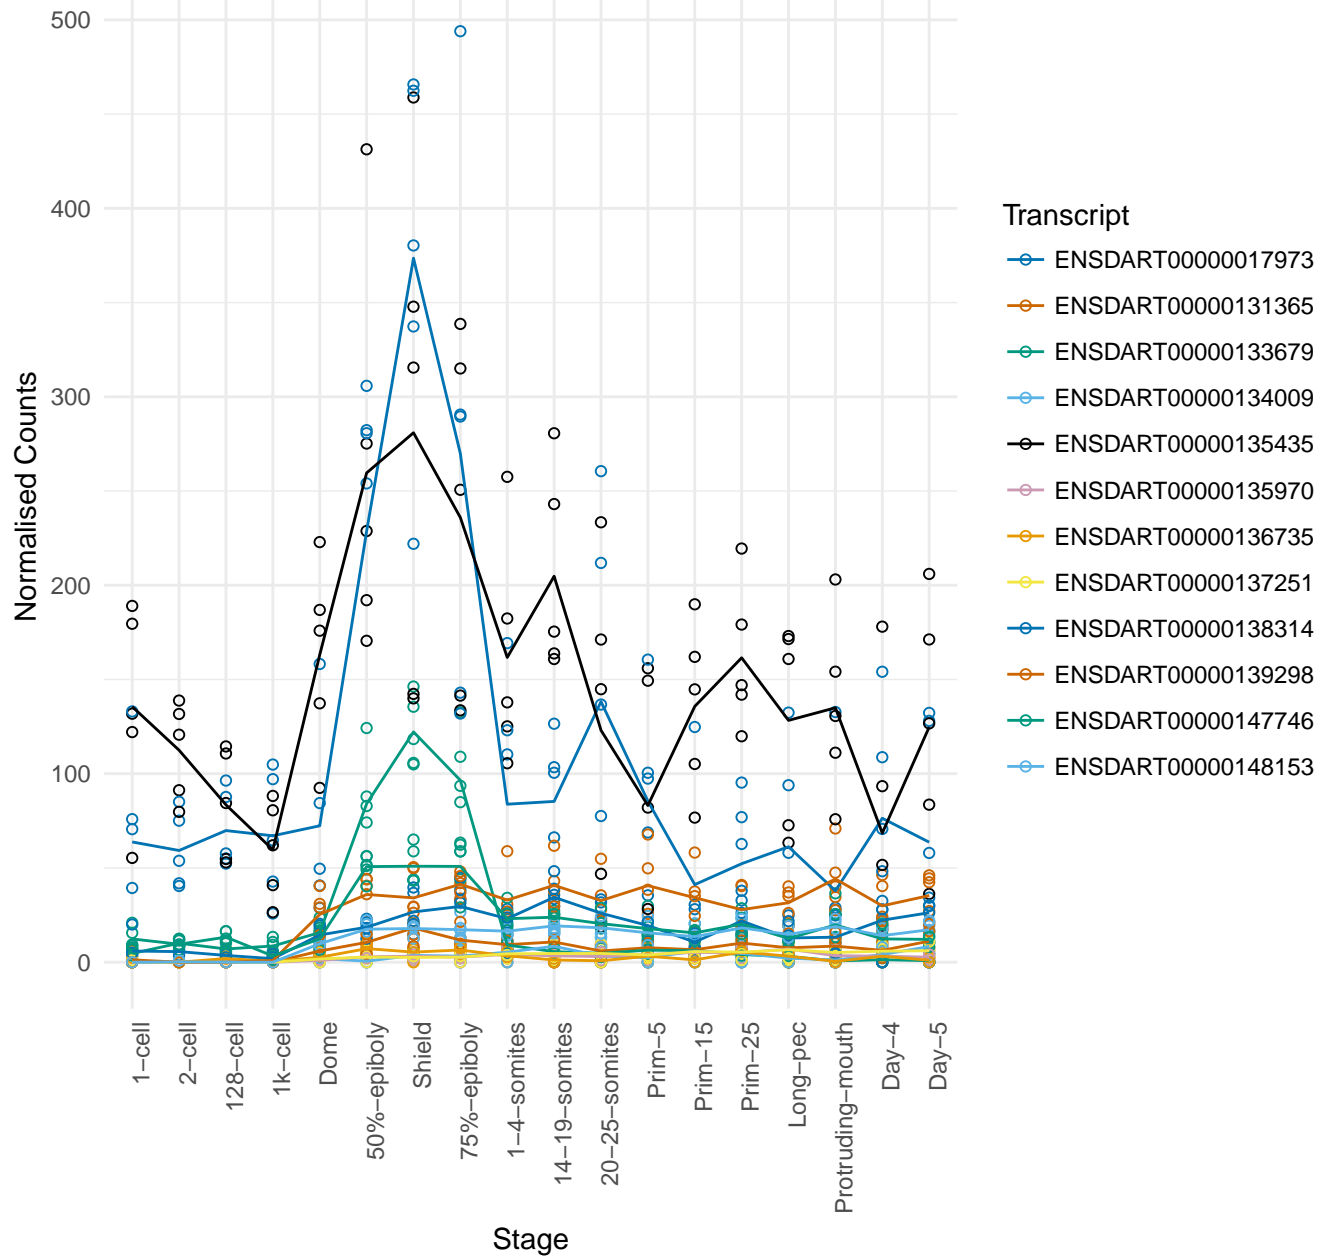 500
400
300
200
100
0
Normalised Counts
1−cell
2−cell
128−cell
1k−cell
Dome
50%−epiboly
Shield
75%−epiboly
1−4−somites
14−19−somites
20−25−somites
Prim−5
Prim−15
Prim−25
Long−pec
Protruding−mouth
Day−4
Day−5
Stage
Transcript
ENSDART00000017973
ENSDART00000131365
ENSDART00000133679
ENSDART00000134009
ENSDART00000135435
ENSDART00000135970
ENSDART00000136735
ENSDART00000137251
ENSDART00000138314
ENSDART00000139298
ENSDART00000147746
ENSDART00000148153